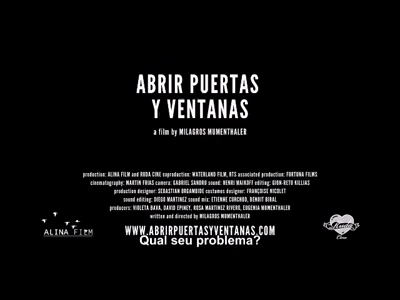 ABRIR PUERTAS
Y VENTANAS
a film by MILAGROS MUMENTHALER
production: ALINA FILM and RUDA CINE coproduction: WATERLAND FILM, RTS associated production: FORTUNA FILMS
cinematography: MARTIN FRIAS camera: GABRIEL SANDRU sound: HENRI MAIKOFF editing: GION-RETO KILLIAS
production designer: SEBASTIAN ORGAMBIDE costumes designer: FRANÇOISE NICOLET
sound editing: DIEGO MARTINEZ sound mix: ETIENNE CURCHOD, BENOIT BIRAL
producers: VIOLETA BAVA, DAVID EPINEY, ROSA MARTINEZ RIVERO, EUGENIA MUMENTHALER
written and directed by MILAGROS MUMENTHALER
ALINA FILM
WWW.ABRIRPUERTASYVENTANAS.COM
Ruda
Cine
Qual seu problema?